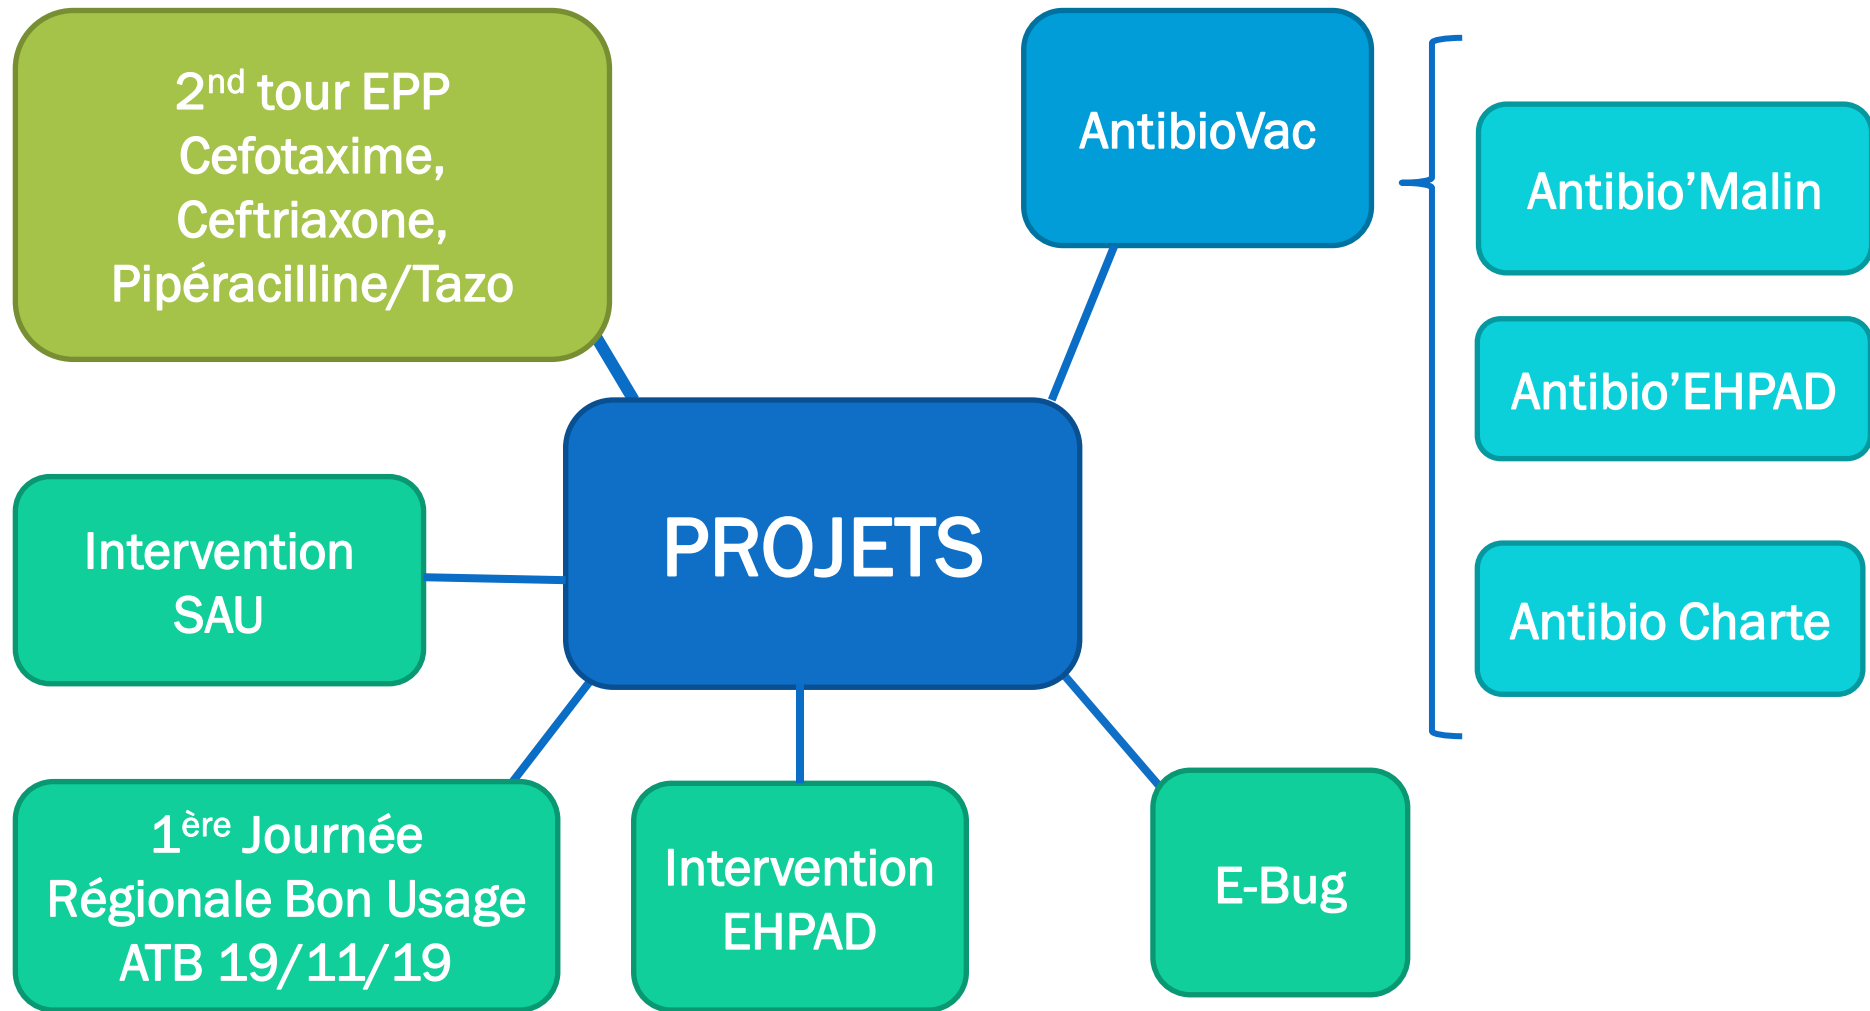 2nd tour EPP
Cefotaxime,
Ceftriaxone,
Pipéracilline/Tazo
AntibioVac
Antibio’Malin
Antibio’EHPAD
Antibio Charte
PROJETS
Intervention
SAU
1ère Journée
Régionale Bon Usage
ATB 19/11/19
Intervention
EHPAD
E-Bug